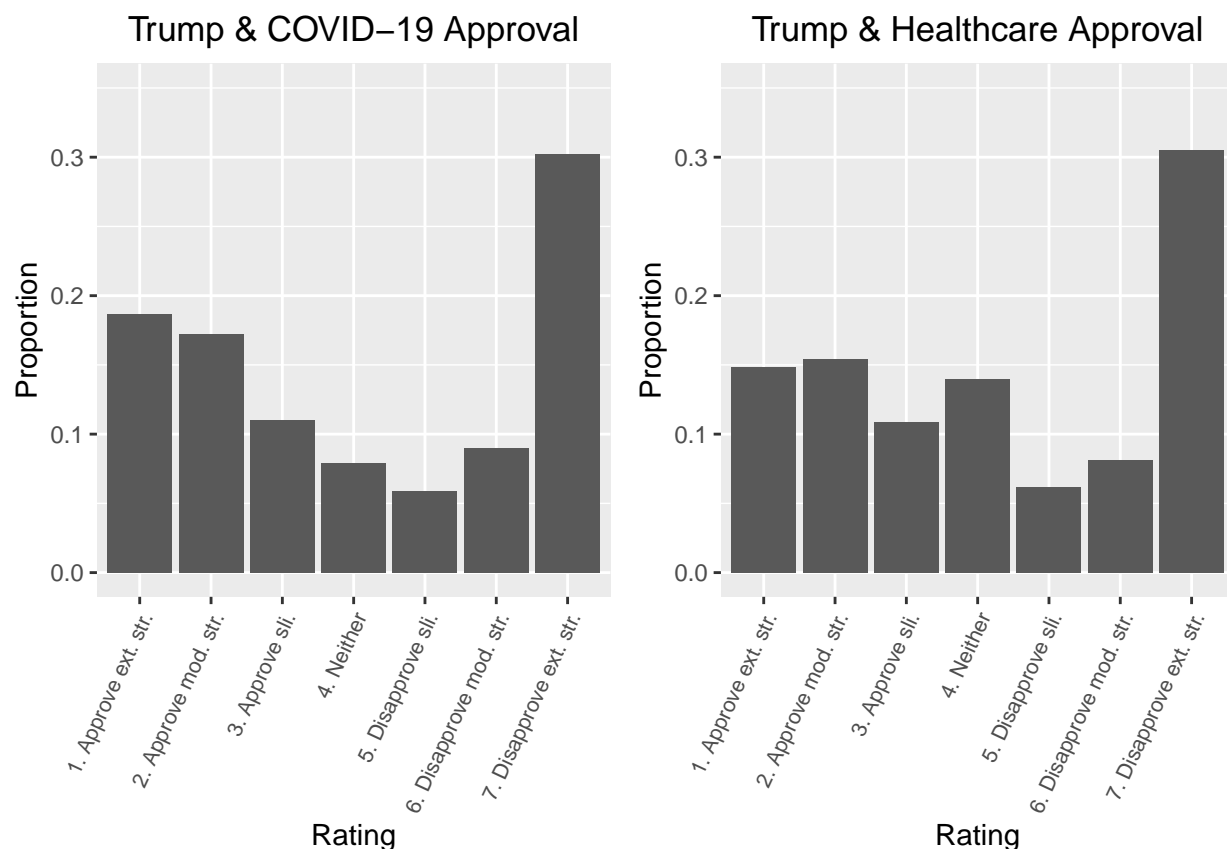 Trump & COVID−19 Approval
Proportion
0.3
0.2
0.1
0.0
1. Approve ext. str.
2. Approve mod. str.
3. Approve sli.
4. Neither
5. Disapprove sli.
6. Disapprove mod. str.
7. Disapprove ext. str.
Rating
Trump & Healthcare Approval
Proportion
0.3
0.2
0.1
0.0
1. Approve ext. str.
2. Approve mod. str.
3. Approve sli.
4. Neither
5. Disapprove sli.
6. Disapprove mod. str.
7. Disapprove ext. str.
Rating